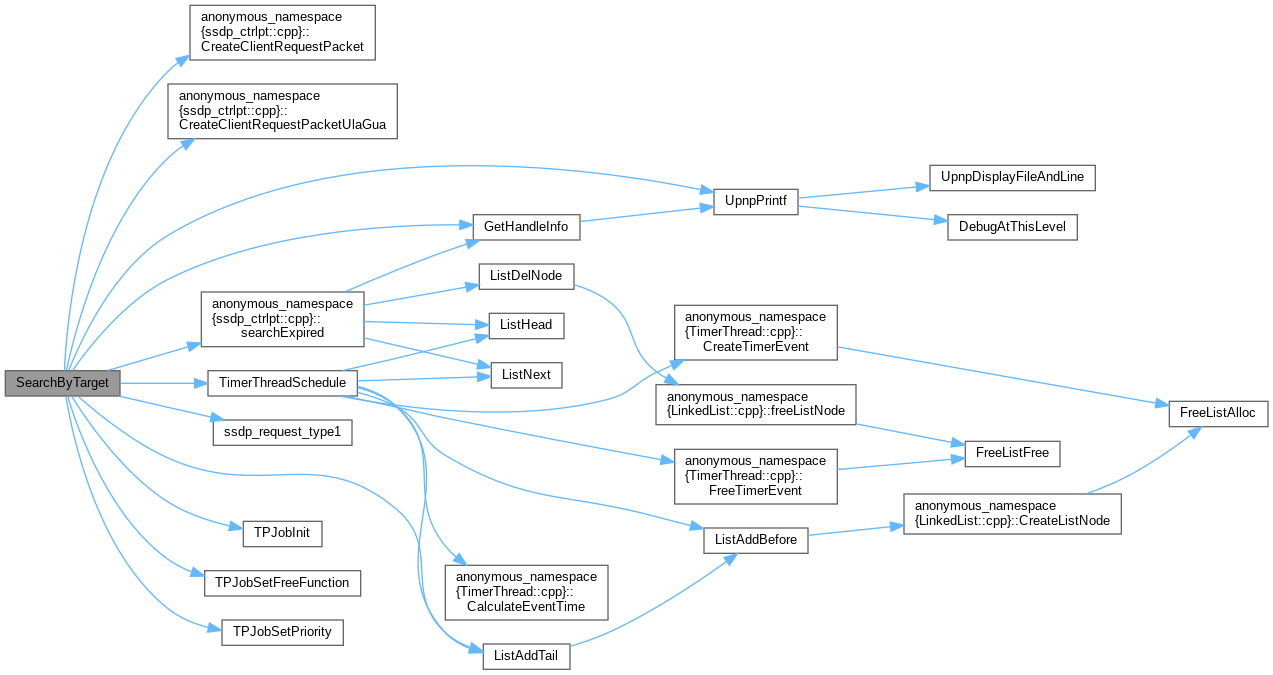 anonymous_namespace
{ssdp_ctrlpt::cpp}::
CreateClientRequestPacket
anonymous_namespace
{ssdp_ctrlpt::cpp}::
CreateClientRequestPacketUlaGua
UpnpDisplayFileAndLine
UpnpPrintf
DebugAtThisLevel
GetHandleInfo
ListDelNode
anonymous_namespace
{ssdp_ctrlpt::cpp}::
searchExpired
ListHead
anonymous_namespace
{TimerThread::cpp}::
CreateTimerEvent
ListNext
SearchByTarget
TimerThreadSchedule
anonymous_namespace
{LinkedList::cpp}::freeListNode
FreeListAlloc
ssdp_request_type1
FreeListFree
anonymous_namespace
{TimerThread::cpp}::
FreeTimerEvent
anonymous_namespace
{LinkedList::cpp}::CreateListNode
TPJobInit
ListAddBefore
TPJobSetFreeFunction
anonymous_namespace
{TimerThread::cpp}::
CalculateEventTime
TPJobSetPriority
ListAddTail